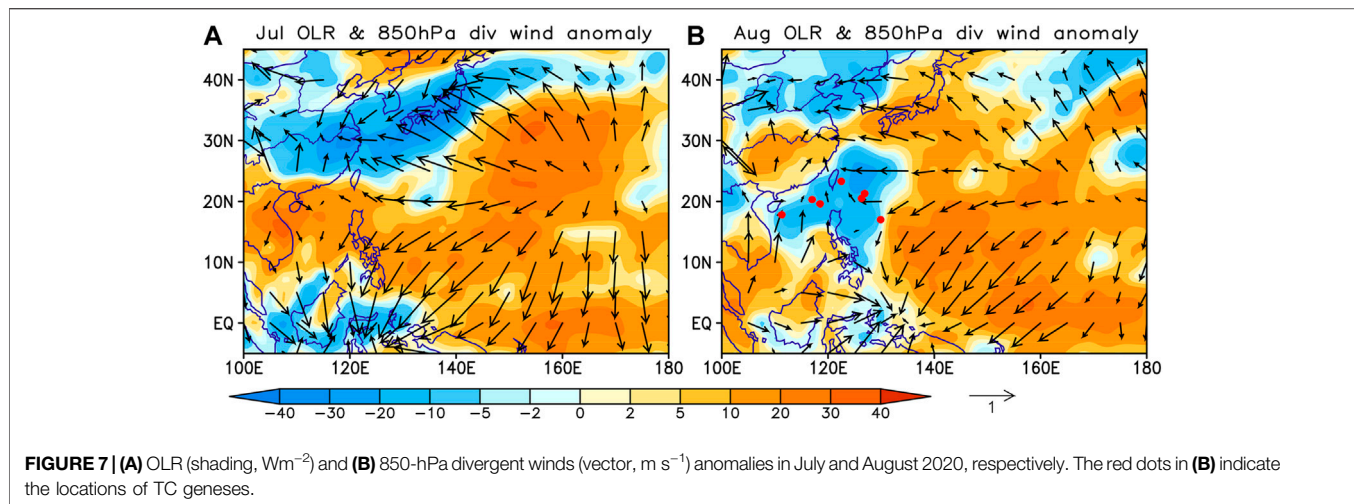 A Jul OLR & 850hPa div wind anomaly
B Aug OLR & 850hPa div wind anomaly
40N
30N
20N
10N
EQ
100E 120E 140E 160E 180
40N
30N
20N
10N
EQ
100E 120E 140E 160E 180
−40 −30 −20 −10 −5 −2 0 2 5 10 20 30 40
1
FIGURE 7 | (A) OLR (shading, Wm−2) and (B) 850-hPa divergent winds (vector, m s−1) anomalies in July and August 2020, respectively. The red dots in (B) indicate
the locations of TC geneses.